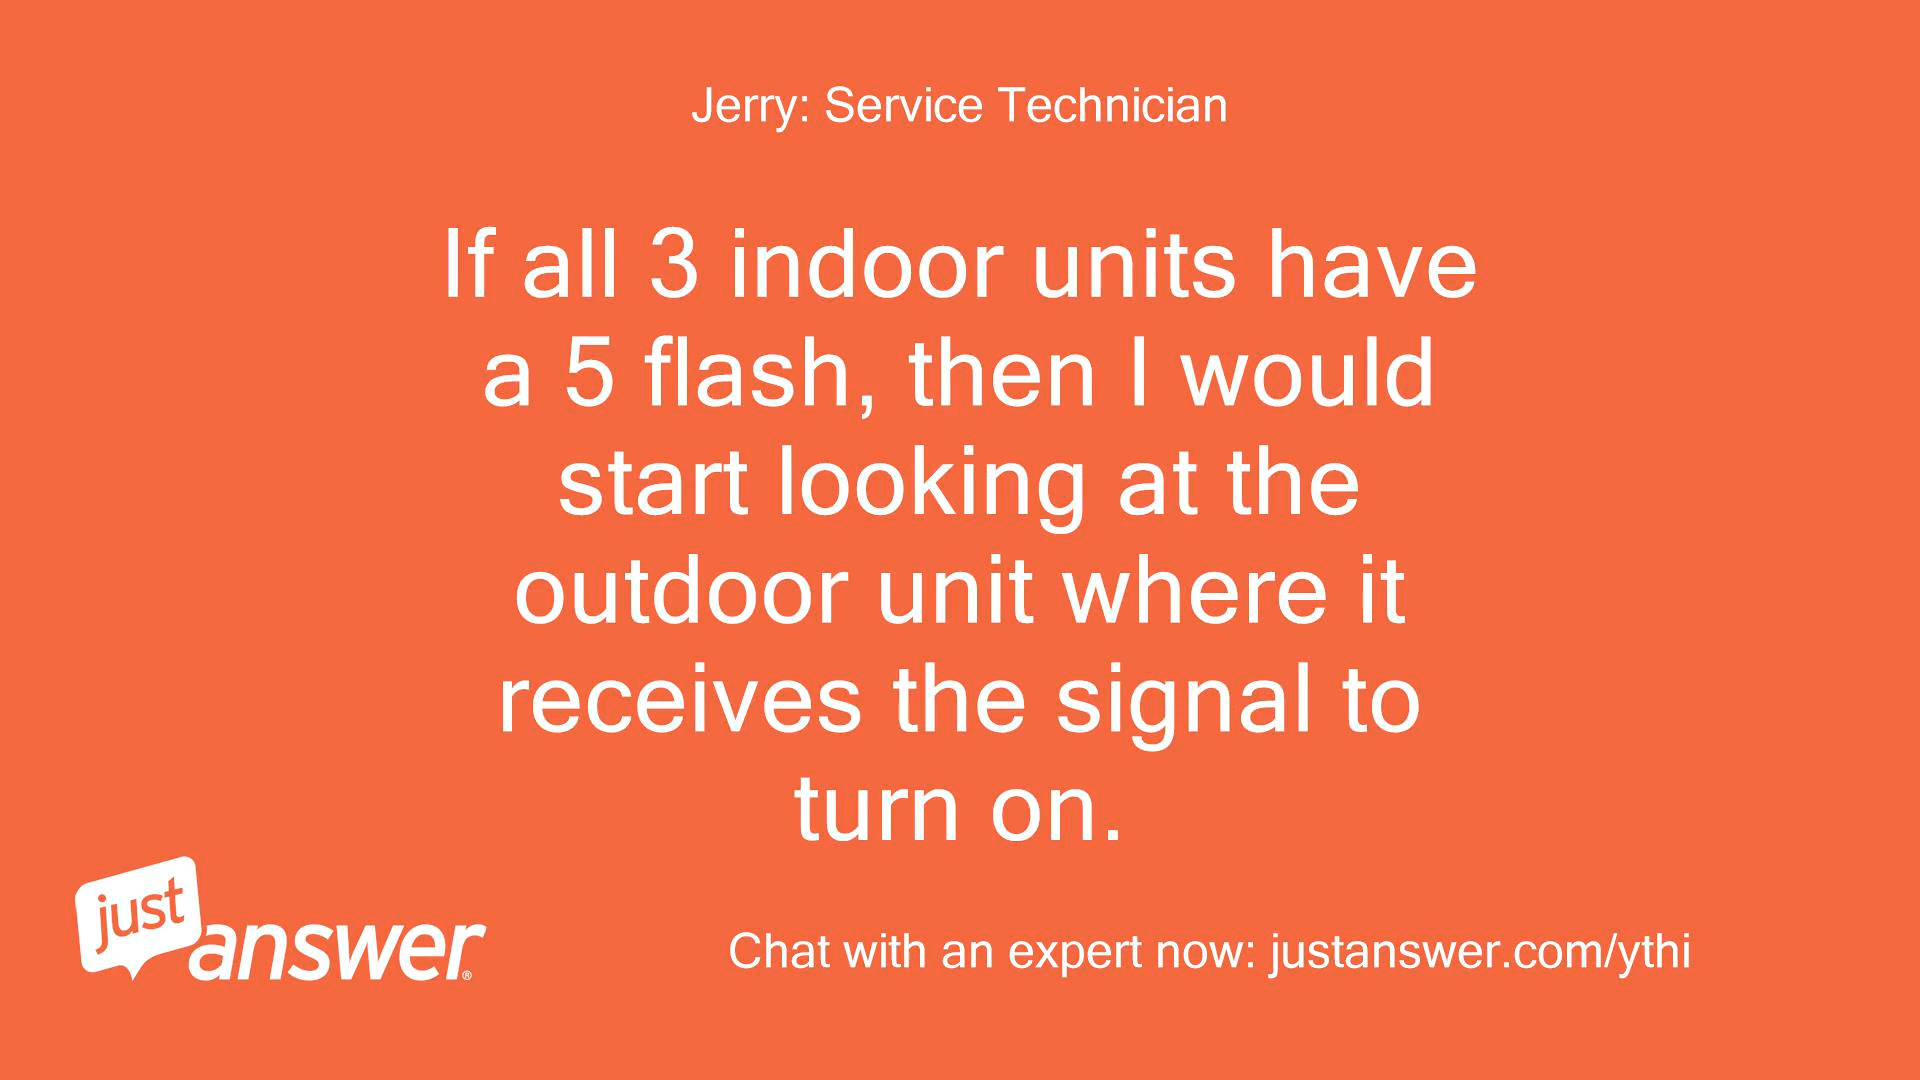 Jerry: Service Technician
If all 3 indoor units have
a 5 flash, then I would
start looking at the
outdoor unit where it
receives the signal to
turn on.
just
answer®
Chat with an expert now: justanswer.com/ythi